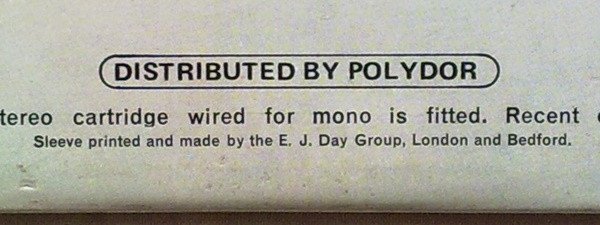 DISTRIBUTED BY POLYDOR
tereo cartridge wired for mono is fitted. Recent
Sleeve printed and made by the E. J. Day Group, London and Bedford.